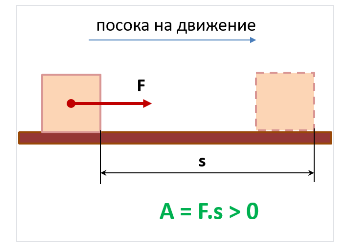 посока на движение
F
s
A = F.s > 0